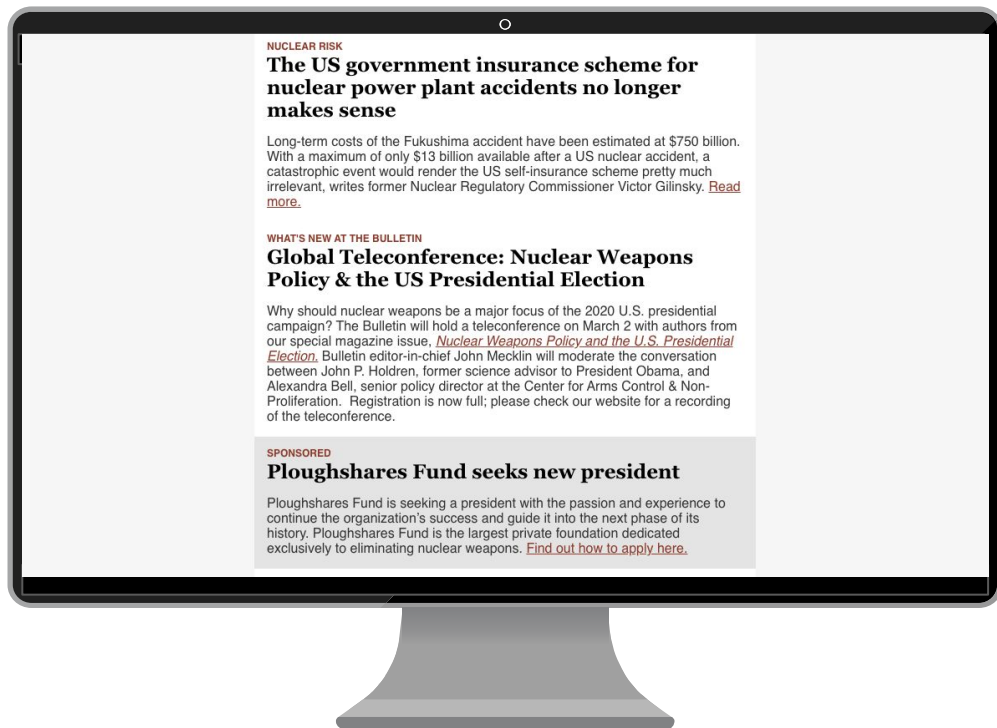 NUCLEAR RISK
The US government insurance scheme for
nuclear power plant accidents no longer
makes sense
Long-term costs of the Fukushima accident have been estimated at $750 billion.
With a maximum of only $13 billion available after a US nuclear accident, a
catastrophic event would render the US self-insurance scheme pretty much
irrelevant, writes former Nuclear Regulatory Commissioner Victor Gilinsky. Read
more.
WHAT'S NEW AT THE BULLETIN
Global Teleconference: Nuclear Weapons
Policy & the US Presidential Election
Why should nuclear weapons be a major focus of the 2020 U.S. presidential
campaign? The Bulletin will hold a teleconference on March 2 with authors from
our special magazine issue, Nuclear Weapons Policy and the U.S. Presidential
Election. Bulletin editor-in-chief John Mecklin will moderate the conversation
between John P. Holdren, former science advisor to President Obama, and
Alexandra Bell, senior policy director at the Center for Arms Control & Non-
Proliferation.  Registration is now full; please check our website for a recording
of the teleconference.
SPONSORED
Ploughshares Fund seeks new president
Ploughshares Fund is seeking a president with the passion and experience to
continue the organization's success and guide it into the next phase of its
history. Ploughshares Fund is the largest private foundation dedicated
exclusively to eliminating nuclear weapons. Find out how to apply here.